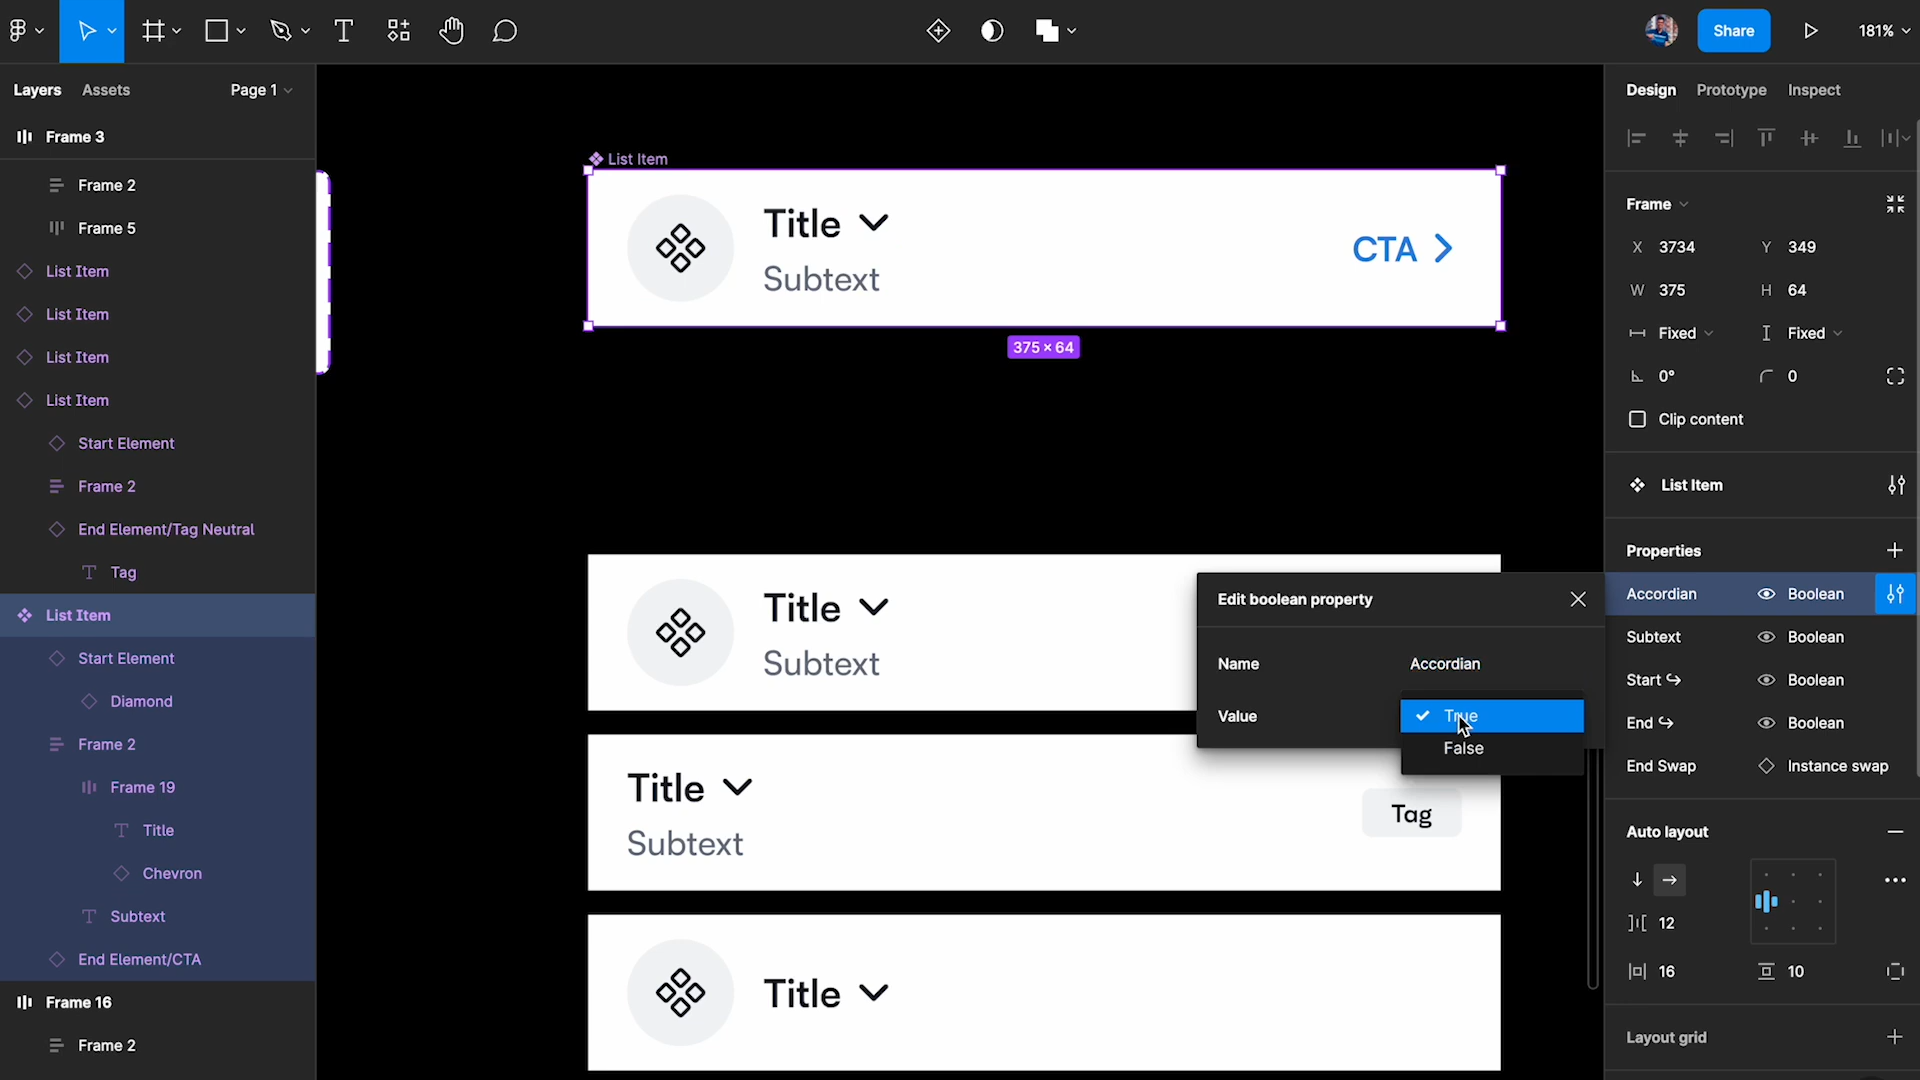 Share
181%
Layers
Assets
Page 1
Frame 3
Frame 2
Frame 5
List Item
List Item
List Item
List Item
Start Element
Frame 2
End Element/Tag Neutral
Tag
List Item
Start Element
Diamond
Frame 2
Frame 19
Title
Chevron
Subtext
End Element/CTA
Frame 16
Frame 2
List Item
Title
Subtext
CTA
375 × 64
Title
Subtext
Title
Subtext
Tag
Title
Edit boolean property
Name
Accordian
Value
True
False
Design
Prototype
Inspect
Frame
X 3734
Y 349
W 375
H 64
Fixed
Fixed
0°
0
Clip content
List Item
Properties
Accordian
Boolean
Subtext
Boolean
Start ↪
Boolean
End ↪
Boolean
End Swap
Instance swap
Auto layout
12
16
10
Layout grid